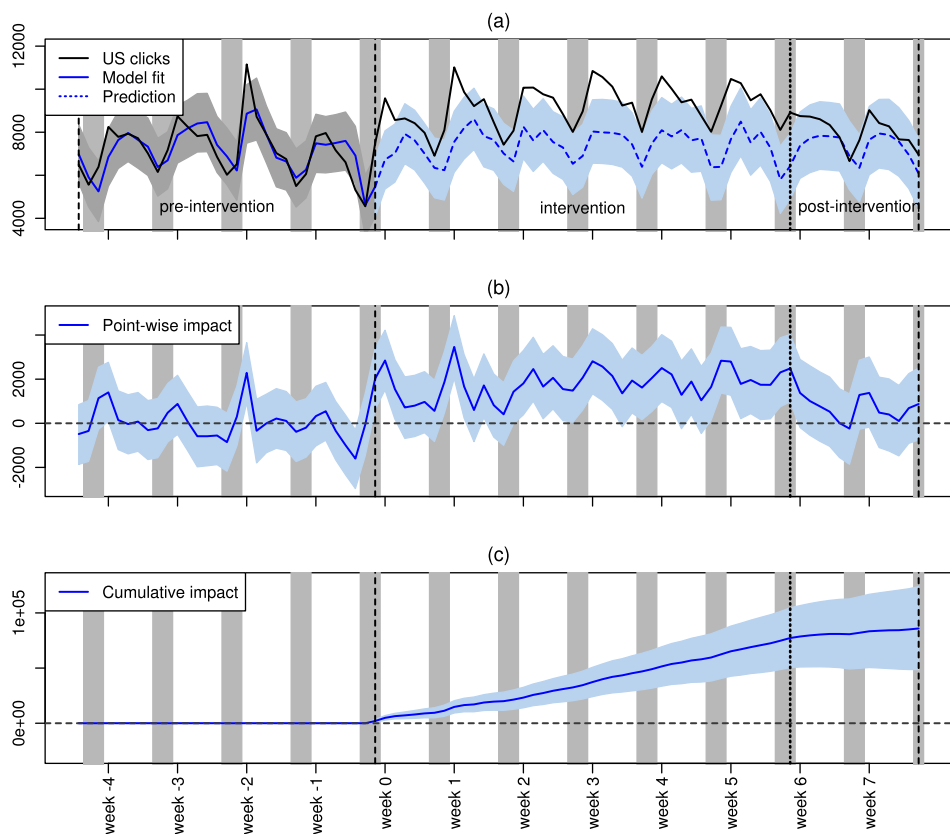 (a)
12000
8000
4000
US clicks
Model fit
Prediction
pre-intervention
intervention
post-intervention
(b)
2000
0
-2000
Point-wise impact
(c)
1e+05
0e+00
Cumulative impact
week -4
week -3
week -2
week -1
week 0
week 1
week 2
week 3
week 4
week 5
week 6
week 7